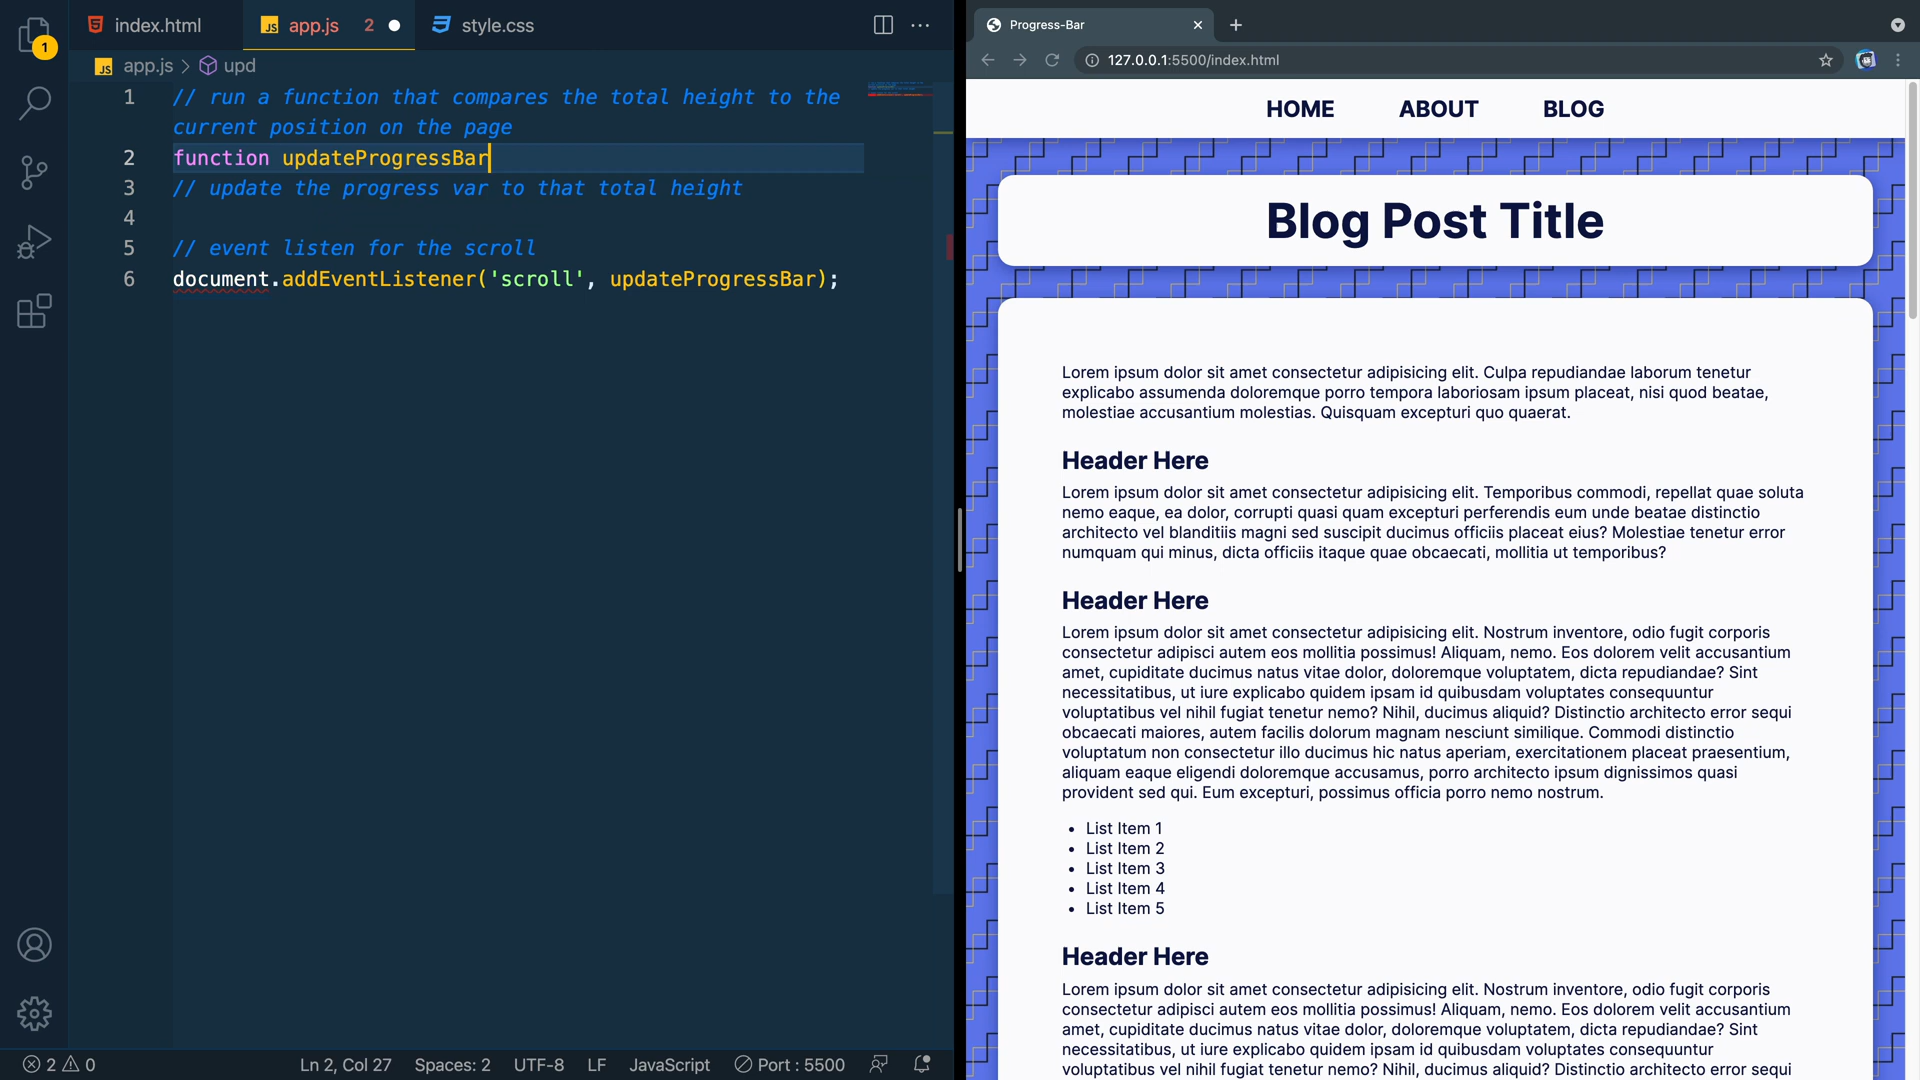 index.html
app.js 2
style.css
app.js > upd
1 // run a function that compares the total height to the
current position on the page
2 function updateProgressBar
3 // update the progress var to that total height
4
5 // event listen for the scroll
6 document.addEventListener('scroll', updateProgressBar);
1
2 0
Ln 2, Col 27
Spaces: 2
UTF-8
LF
JavaScript
Port : 5500
Progress-Bar
127.0.0.1:5500/index.html
HOME ABOUT BLOG
Blog Post Title
Lorem ipsum dolor sit amet consectetur adipisicing elit. Culpa repudiandae laborum tenetur
explicabo assumenda doloremque porro tempora laboriosam ipsum placeat, nisi quod beatae,
molestiae accusantium molestias. Quisquam excepturi quo quaerat.
Header Here
Lorem ipsum dolor sit amet consectetur adipisicing elit. Temporibus commodi, repellat quae soluta
nemo eaque, ea dolor, corrupti quasi quam excepturi perferendis eum unde beatae distinctio
architecto vel blanditiis magni sed suscipit ducimus officiis placeat eius? Molestiae tenetur error
numquam qui minus, dicta officiis itaque quae obcaecati, mollitia ut temporibus?
Header Here
Lorem ipsum dolor sit amet consectetur adipisicing elit. Nostrum inventore, odio fugit corporis
consectetur adipisci autem eos mollitia possimus! Aliquam, nemo. Eos dolorem velit accusantium
amet, cupiditate ducimus natus vitae dolor, doloremque voluptatem, dicta repudiandae? Sint
necessitatibus, ut iure explicabo quidem ipsam id quibusdam voluptates consequuntur
voluptatibus vel nihil fugiat tenetur nemo? Nihil, ducimus aliquid? Distinctio architecto error sequi
obcaecati maiores, autem facilis dolorum magnam nesciunt similique. Commodi distinctio
voluptatum non consectetur illo ducimus hic natus aperiam, exercitationem placeat praesentium,
aliquam eaque eligendi doloremque accusamus, porro architecto ipsum dignissimos quasi
provident sed qui. Eum excepturi, possimus officia porro nemo nostrum.
• List Item 1
• List Item 2
• List Item 3
• List Item 4
• List Item 5
Header Here
Lorem ipsum dolor sit amet consectetur adipisicing elit. Nostrum inventore, odio fugit corporis
consectetur adipisci autem eos mollitia possimus! Aliquam, nemo. Eos dolorem velit accusantium
amet, cupiditate ducimus natus vitae dolor, doloremque voluptatem, dicta repudiandae? Sint
necessitatibus, ut iure explicabo quidem ipsam id quibusdam voluptates consequuntur
voluptatibus vel nihil fugiat tenetur nemo? Nihil, ducimus aliquid? Distinctio architecto error sequi